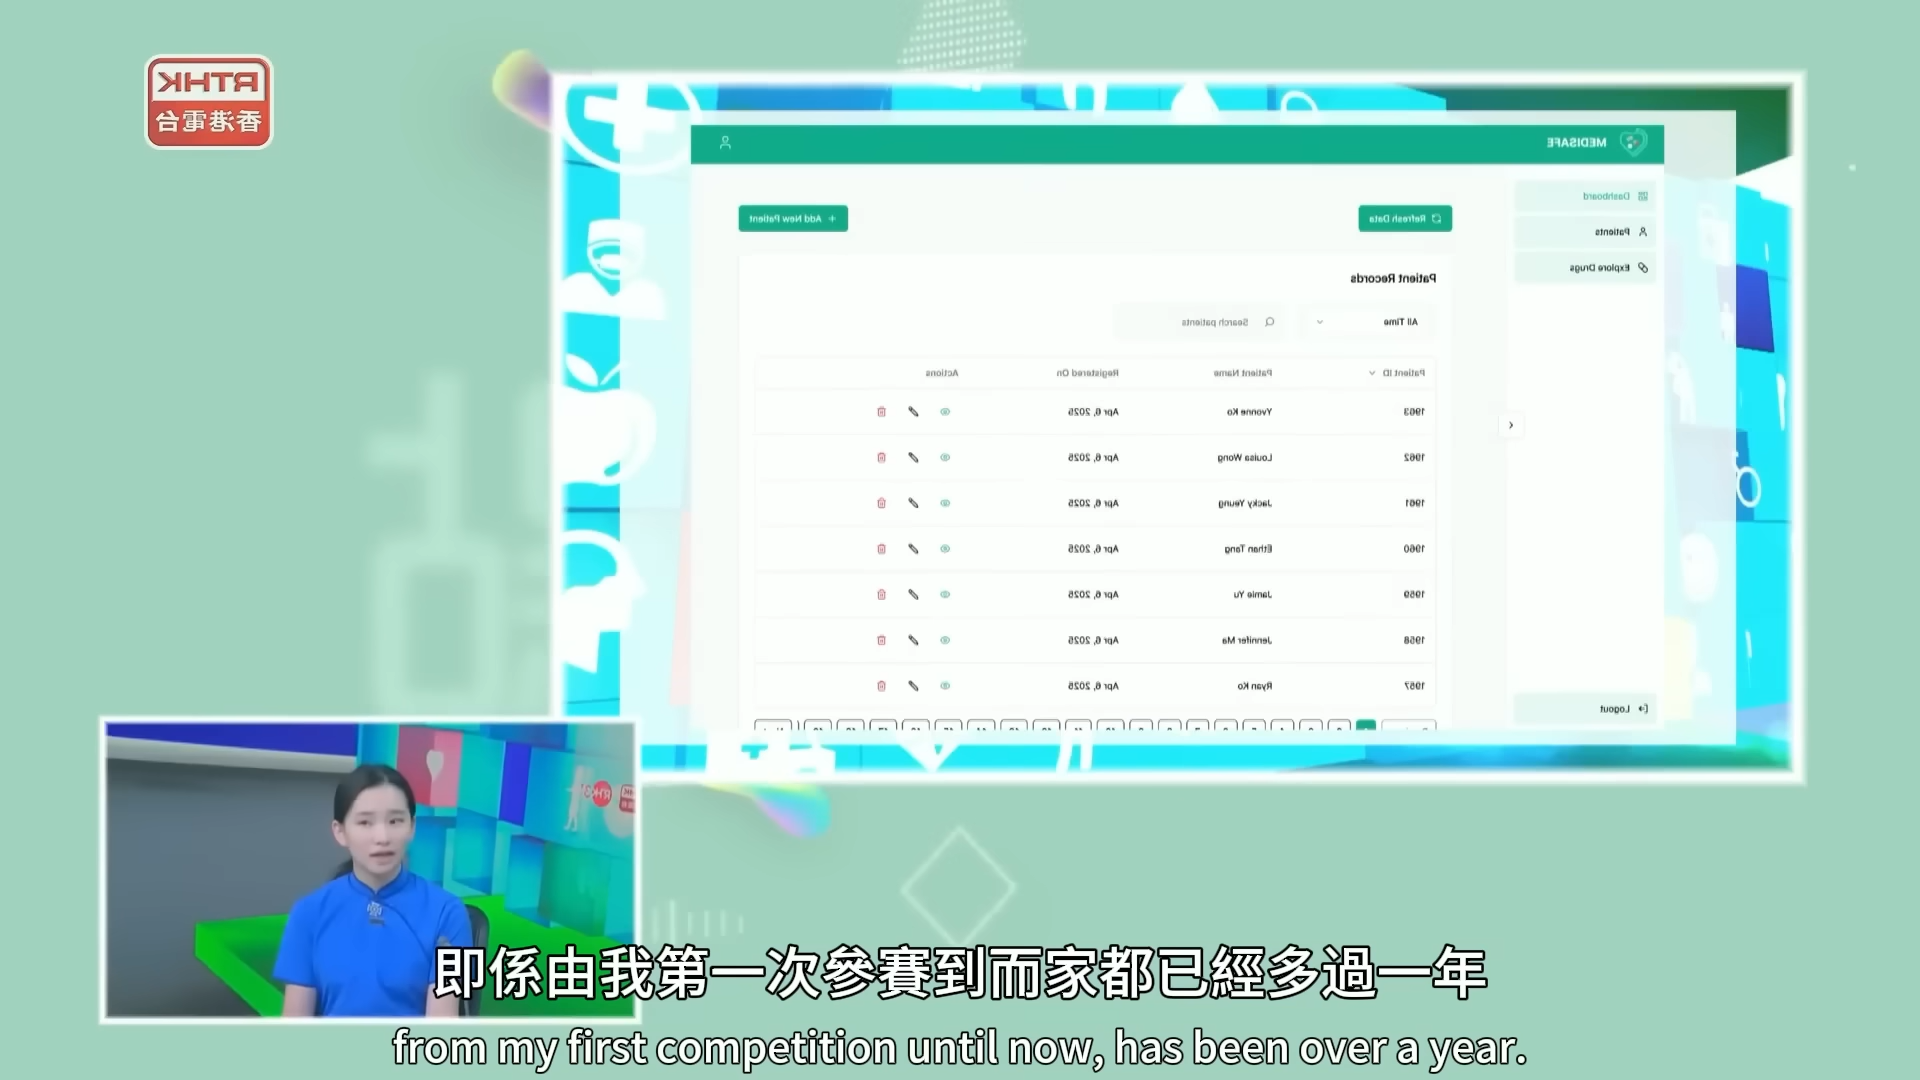 RTHK
香港電台
MEDISAFE
Dashboard
Patients
Explore Drugs
Logout
Refresh Data
+ Add New Patient
Patient Records
All Time
Search patients
Patient ID Patient Name Registered On Actions
1963 Yvonne Ko Apr 6, 2025
1962 Louisa Wong Apr 6, 2025
1961 Jacky Yeung Apr 6, 2025
1960 Ethan Tang Apr 6, 2025
1959 Jamie Yu Apr 6, 2025
1958 Jennifer Ma Apr 6, 2025
1957 Ryan Ko Apr 6, 2025
即係由我第一次參賽到而家都已經多過一年
from my first competition until now, has been over a year.